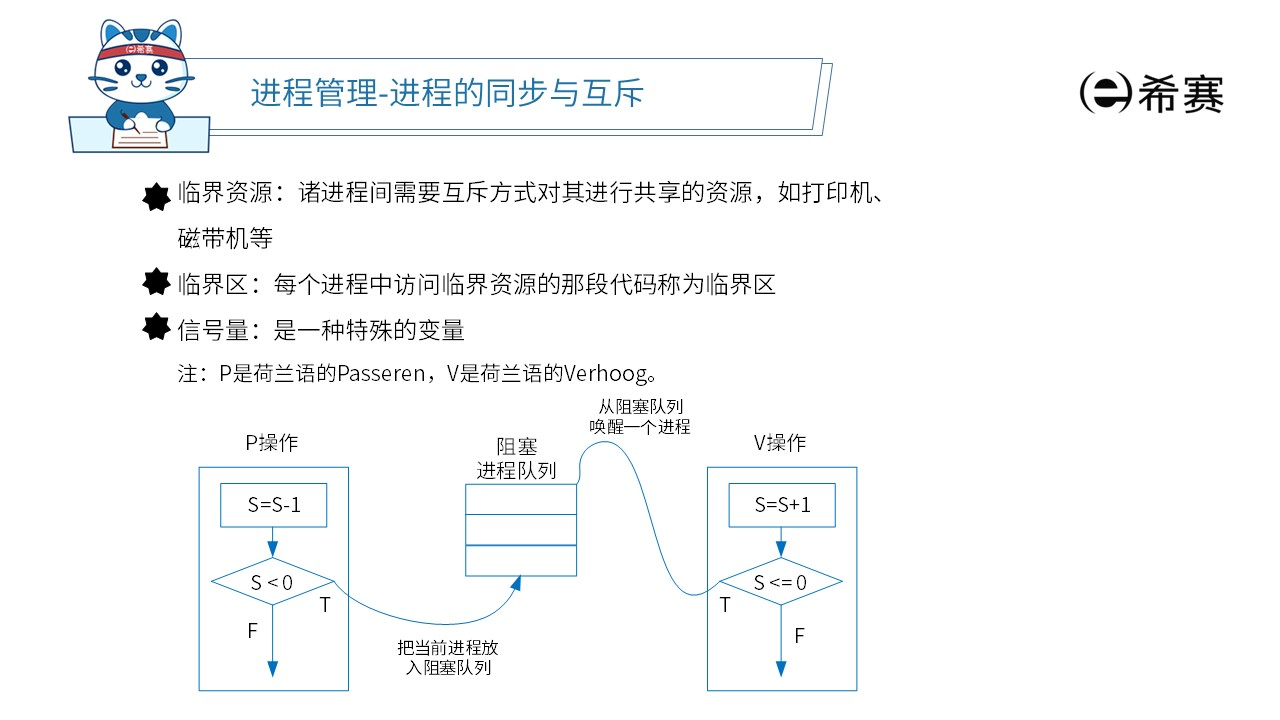 (e)希赛
进程管理-进程的同步与互斥
(e)希赛
临界资源：诸进程间需要互斥方式对其进行共享的资源，如打印机、
磁带机等
临界区：每个进程中访问临界资源的那段代码称为临界区
信号量：是一种特殊的变量
注：P是荷兰语的Passeren，V是荷兰语的Verhoog。
从阻塞队列
唤醒一个进程
P操作
阻塞
进程队列
V操作
S=S-1
S=S+1
S < 0
S <= 0
T
T
F
F
把当前进程放
入阻塞队列